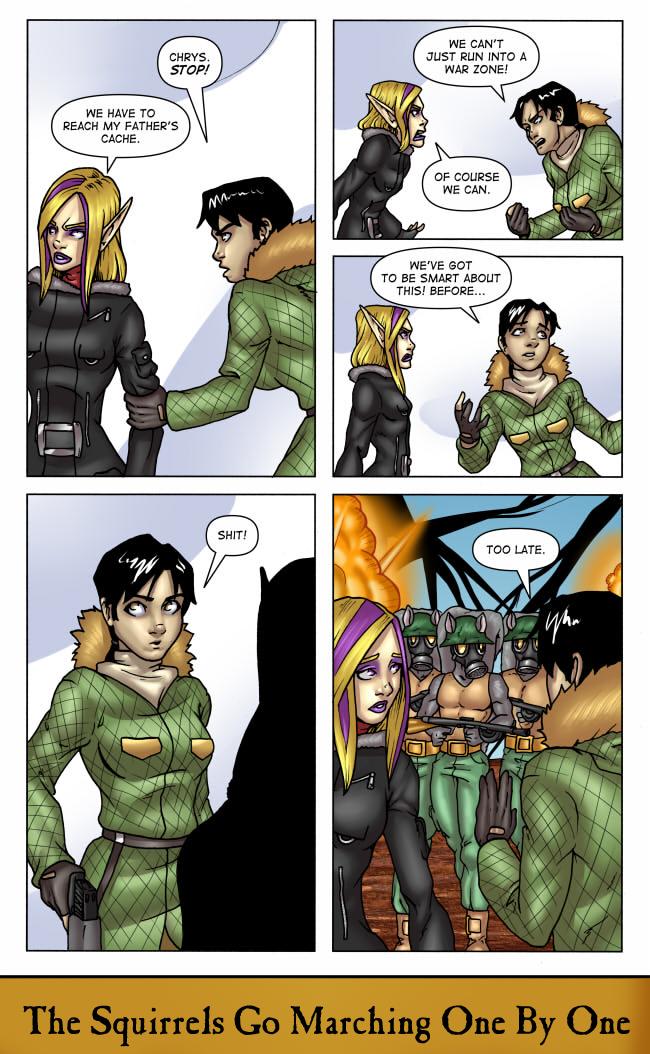 CHRYS.
STOP!
WE HAVE TO
REACH MY FATHER'S
CACHE.
WE CAN'T
JUST RUN INTO A
WAR ZONE!
OF COURSE
WE CAN.
WE'VE GOT
TO BE SMART ABOUT
THIS! BEFORE...
SHIT!
TOO LATE.
The Squirrels Go Marching One By One